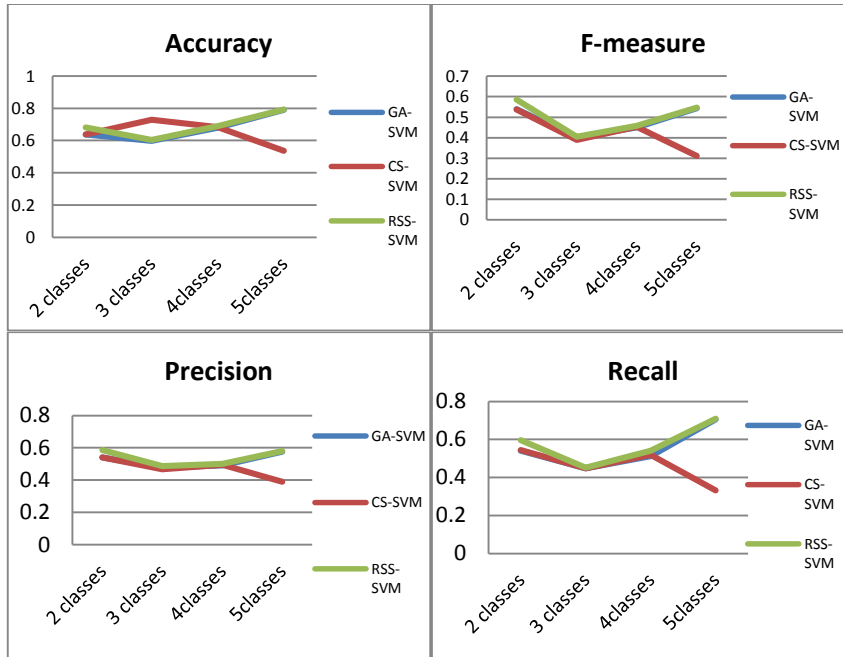 Accuracy
1
0.8
0.6
0.4
0.2
0
2 classes
3 classes
4classes
5classes
GA-
SVM
CS-
SVM
RSS-
SVM
F-measure
0.7
0.6
0.5
0.4
0.3
0.2
0.1
0
2 classes
3 classes
4classes
5classes
GA-
SVM
CS-SVM
RSS-
SVM
Precision
0.8
0.6
0.4
0.2
0
2 classes
3 classes
4classes
5classes
GA-SVM
CS-SVM
RSS-
SVM
Recall
0.8
0.6
0.4
0.2
0
2 classes
3 classes
4classes
5classes
GA-
SVM
CS-
SVM
RSS-
SVM